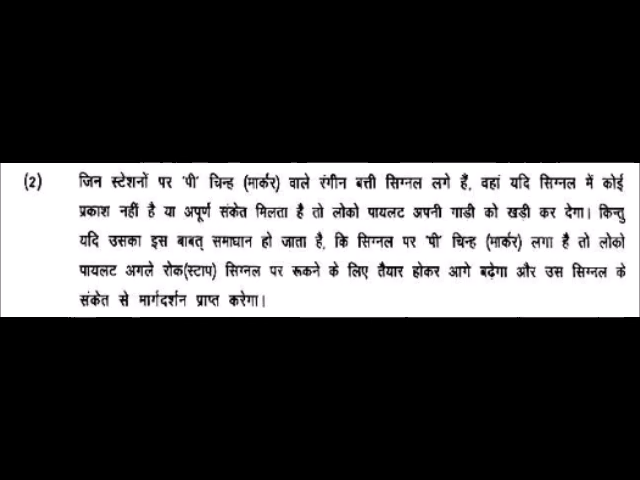 (2) जिन स्टेशनों पर 'पी' चिन्ह (मार्कर) वाले रंगीन बत्ती सिग्नल लगे हैं, वहां यदि सिग्नल में कोई
प्रकाश नहीं है या अपूर्ण संकेत मिलता है तो लोको पायलट अपनी गाडी को खड़ी कर देगा। किन्तु
यदि उसका इस बाबत् समाघान हो जाता है, कि सिग्नल पर 'पी' चिन्ह (मार्कर) लगा है तो लोको
पायलट अगले रोक(स्टाप) सिग्नल पर रूकने के लिए तैयार होकर आगे बढ़ेगा और उस सिग्नल के
संकेत से मार्गदर्शन प्राप्त करेगा।